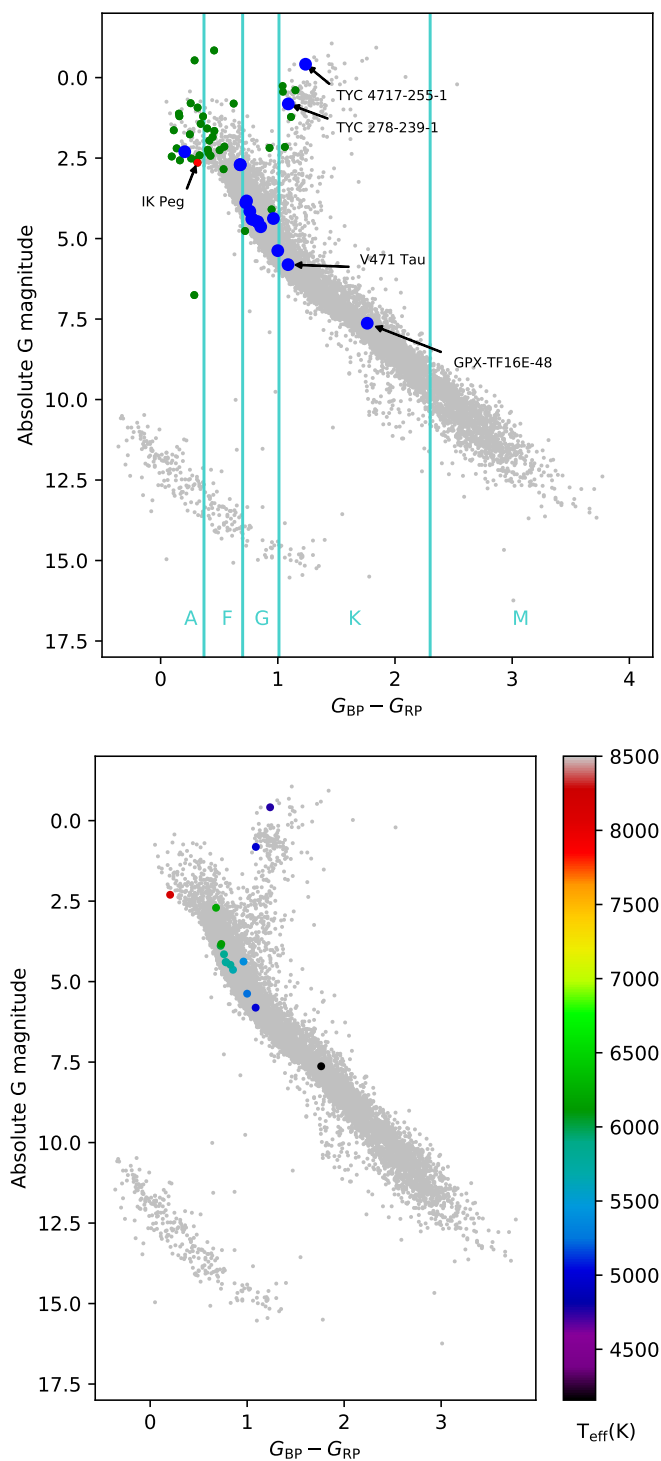 0.0
2.5
5.0
7.5
10.0
12.5
15.0
17.5
Absolute G magnitude
TYC 4717-255-1
TYC 278-239-1
IK Peg
V471 Tau
GPX-TF16E-48
A F G K M
0 1 2 3 4
G_BP − G_RP
0.0
2.5
5.0
7.5
10.0
12.5
15.0
17.5
Absolute G magnitude
0 1 2 3
G_BP − G_RP
8500
8000
7500
7000
6500
6000
5500
5000
4500
T_eff(K)